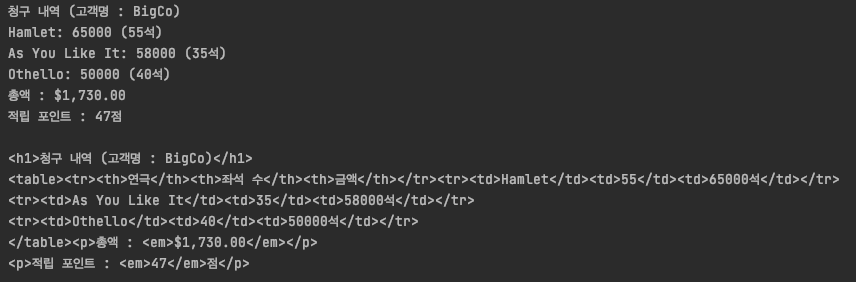 청구 내역 (고객명 : BigCo)
Hamlet: 65000 (55석)
As You Like It: 58000 (35석)
Othello: 50000 (40석)
총액 : $1,730.00
적립 포인트 : 47점
<h1>청구 내역 (고객명 : BigCo)</h1>
<table><tr><th>연극</th><th>좌석 수</th><th>금액</th></tr><tr><td>Hamlet</td><td>55</td><td>65000석</td></tr>
<tr><td>As You Like It</td><td>35</td><td>58000석</td></tr>
<tr><td>Othello</td><td>40</td><td>50000석</td></tr>
</table><p>총액 : <em>$1,730.00</em></p>
<p>적립 포인트 : <em>47</em>점</p>